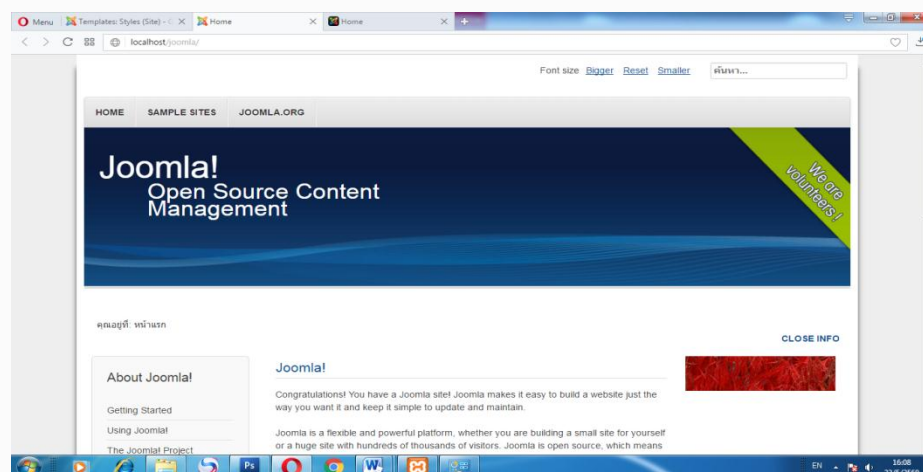 Menu
Templates: Styles (Site) - C
Home
Home
localhost/joomla/
Font size Bigger Reset Smaller
ค้นหา...
HOME SAMPLE SITES JOOMLA.ORG
Joomla!
Open Source Content
Management
We are
volunteers!
คุณอยู่ที่: หน้าแรก
CLOSE INFO
About Joomla!
Getting Started
Using Joomla!
The Joomla! Project
Joomla!
Congratulations! You have a Joomla site! Joomla makes it easy to build a website just the
way you want it and keep it simple to update and maintain.
Joomla is a flexible and powerful platform, whether you are building a small site for yourself
or a huge site with hundreds of thousands of visitors. Joomla is open source, which means
Ps
W
EN
16:08